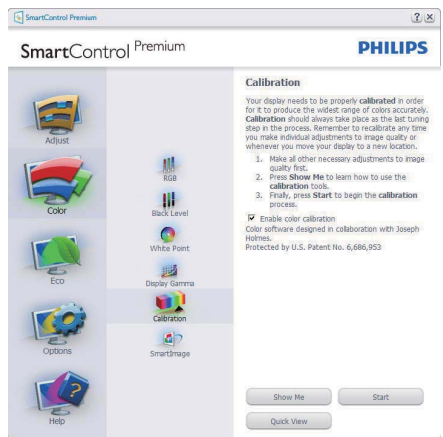 SmartControl Premium
SmartControl Premium
PHILIPS
Adjust
Color
Eco
Options
Help
RGB
Black Level
White Point
Display Gamma
Calibration
SmartImage
Calibration
Your display needs to be properly calibrated in order
for it to produce the widest range of colors accurately.
Calibration should always take place as the last tuning
step in the process. Remember to recalibrate any time
you make individual adjustments to image quality or
whenever you move your display to a new location.
1. Make all other necessary adjustments to image
quality first.
2. Press Show Me to learn how to use the
calibration tools.
3. Finally, press Start to begin the calibration
process.
Enable color calibration
Color software designed in collaboration with Joseph
Holmes.
Protected by U.S. Patent No. 6,686,953
Show Me
Start
Quick View